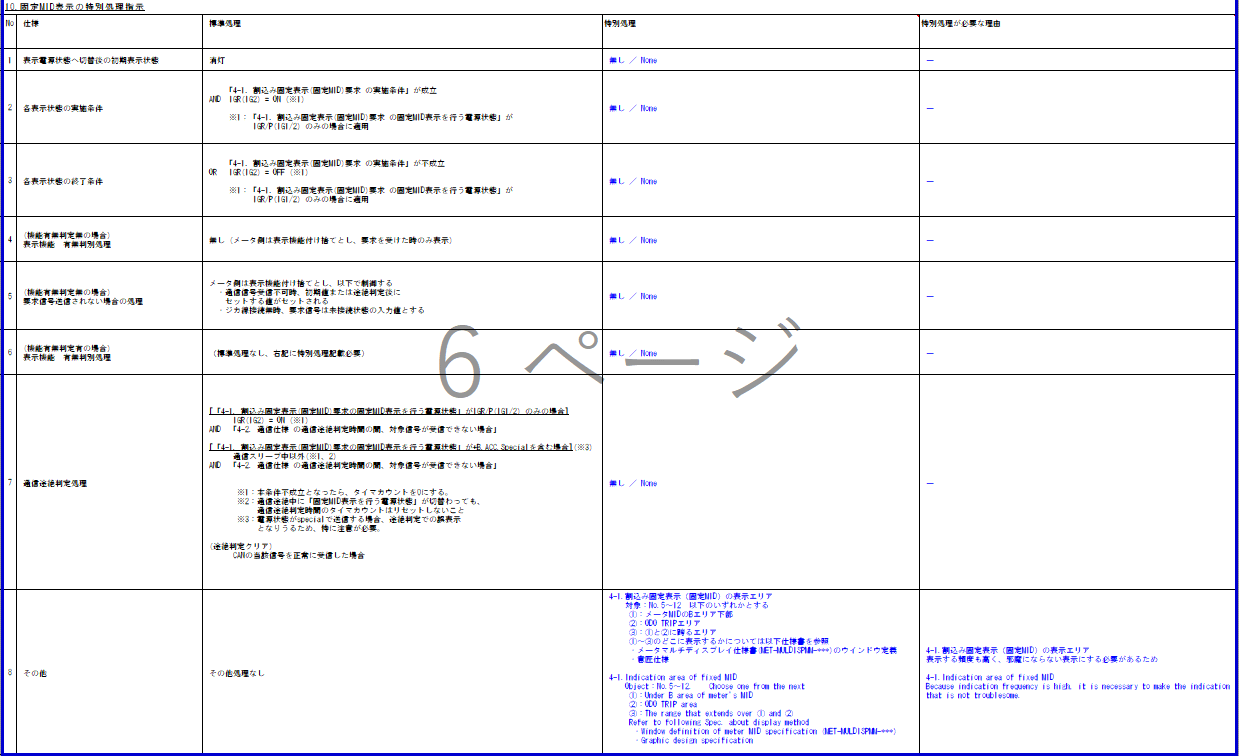 10.固定MID表示の特別処理指示
No 仕様 標準処理 特別処理 特別処理が必要な理由
1 表示電源状態へ切替後の初期表示状態 消灯 無し ／ None －
2 各表示状態の実施条件
「4-1. 割込み固定表示(固定MID)要求 の実施条件」が成立
AND IGR(IG2) = ON (※1)
※1：「4-1. 割込み固定表示(固定MID)要求 の固定MID表示を行う電源状態」が
IGR/P(IG1/2) のみの場合に適用
無し ／ None －
3 各表示状態の終了条件
「4-1. 割込み固定表示(固定MID)要求 の実施条件」が不成立
OR IGR(IG2) = OFF (※1)
※1：「4-1. 割込み固定表示(固定MID)要求 の固定MID表示を行う電源状態」が
IGR/P(IG1/2) のみの場合に適用
無し ／ None －
4 (機能有無判定無の場合)
表示機能 有無判別処理
無し (メータ側は表示機能付け捨てとし、要求を受けた時のみ表示)
無し ／ None －
5 (機能有無判定無の場合)
要求信号送信されない場合の処理
メータ側は表示機能付け捨てとし、以下で制御する
・通信信号受信不可時、初期値または途絶判定後に
セットする値がセットされる
・ジカ線接続無時、要求信号は未接続状態の入力値とする
無し ／ None －
6 (機能有無判定有の場合)
表示機能 有無判別処理
(標準処理なし、右記に特別処理記載必要)
無し ／ None －
6 ページ
7 通信途絶判定処理
[「4-1. 割込み固定表示(固定MID)要求の固定MID表示を行う電源状態」がIGR/P(IG1/2) のみの場合]
IGR(IG2) = ON (※1)
AND 「4-2. 通信仕様 の通信途絶判定時間の間、対象信号が受信できない場合」
[「4-1. 割込み固定表示(固定MID)要求の固定MID表示を行う電源状態」が+B,ACC,Specialを含む場合](※3)
通信スリープ中以外(※1、2)
AND 「4-2. 通信仕様 の通信途絶判定時間の間、対象信号が受信できない場合」
※1：本条件不成立となったら、タイマカウントを0にする。
※2：通信途絶中に「固定MID表示を行う電源状態」が切替わっても、
通信途絶判定時間のタイマカウントはリセットしないこと
※3：電源状態がspecialで送信する場合、途絶判定での誤表示
となりうるため、特に注意が必要。
(途絶判定クリア)
CANの当該信号を正常に受信した場合
無し ／ None －
8 その他 その他処理なし
4-1.割込み固定表示（固定MID）の表示エリア
対象：No.5～12 以下のいずれかとする
①：メータMIDのBエリア下部
②：ODO TRIPエリア
③：①と②に跨るエリア
①～③のどこに表示するかについては以下仕様書を参照
・メータマルチディスプレイ仕様書(MET-MULDISPMN-***)のウインドウ定義
・意匠仕様
4-1.Indication area of fixed MID
Object：No.5～12. Choose one from the next
①：Under B area of meter's MID
②：ODO TRIP area
③：The range that extends over ① and ②
Refer to following Spec. about display method
・Window definition of meter MID specification (MET-MULDISPMN-***)
・Graphic design specification
4-1.割込み固定表示（固定MID）の表示エリア
表示する頻度も高く、邪魔にならない表示にする必要があるため
4-1.Indication area of fixed MID
Because indication frequency is high, it is necessary to make the indication
that is not troublesome.